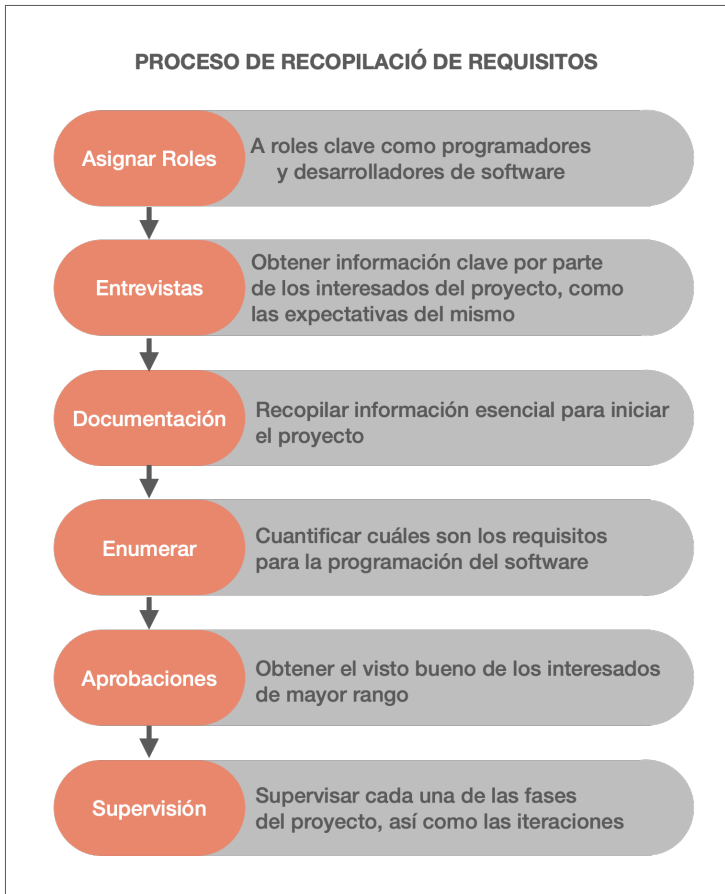 PROCESO DE RECOPILACIÓ DE REQUISITOS
Asignar Roles
A roles clave como programadores
y desarrolladores de software
Entrevistas
Obtener información clave por parte
de los interesados del proyecto, como
las expectativas del mismo
Documentación
Recopilar información esencial para iniciar
el proyecto
Enumerar
Cuantificar cuáles son los requisitos
para la programación del software
Aprobaciones
Obtener el visto bueno de los interesados
de mayor rango
Supervisión
Supervisar cada una de las fases
del proyecto, así como las iteraciones